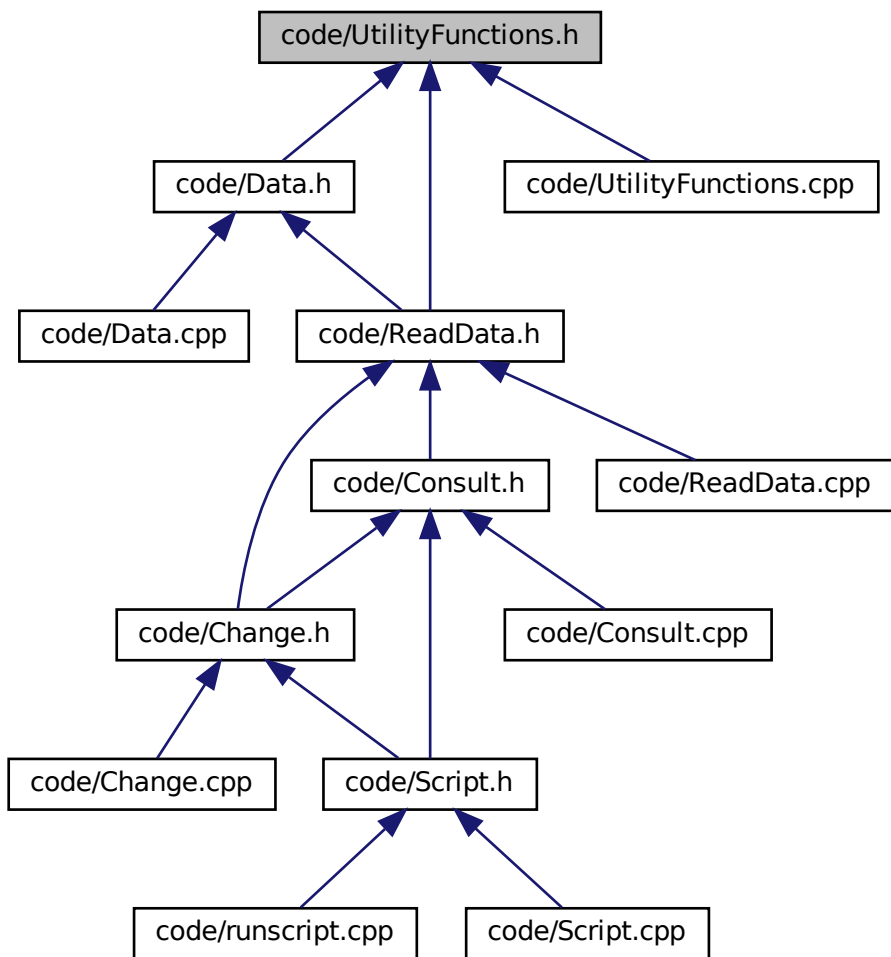 code/UtilityFunctions.h
code/Data.h
code/UtilityFunctions.cpp
code/Data.cpp
code/ReadData.h
code/Consult.h
code/ReadData.cpp
code/Change.h
code/Consult.cpp
code/Change.cpp
code/Script.h
code/runscript.cpp
code/Script.cpp